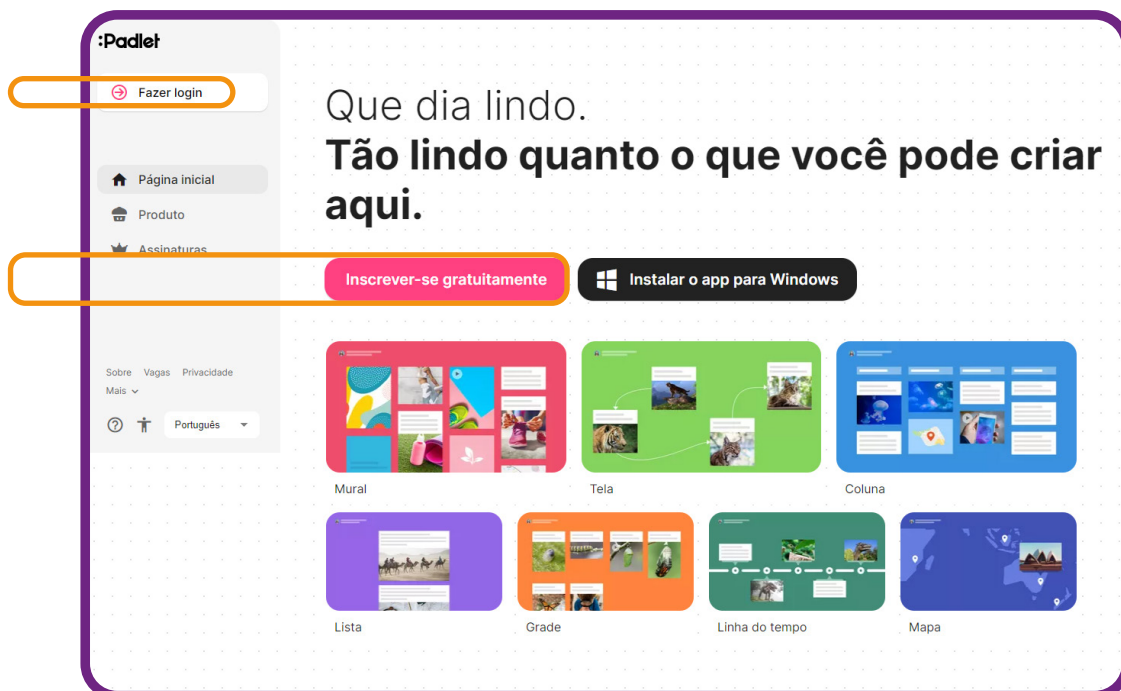 :Padlet
Fazer login
Página inicial
Produto
Assinaturas
Sobre Vagas Privacidade
Mais
Português
Que dia lindo.
Tão lindo quanto o que você pode criar
aqui.
Inscrever-se gratuitamente
Instalar o app para Windows
Mural
Tela
Coluna
Lista
Grade
Linha do tempo
Mapa